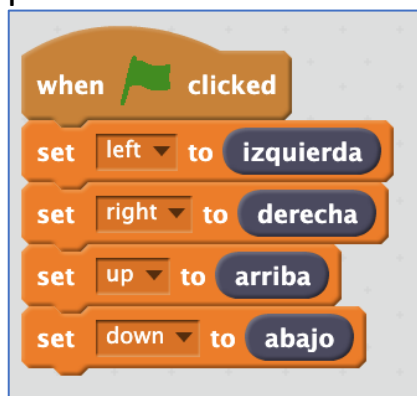 when clicked
set left to izquierda
set right to derecha
set up to arriba
set down to abajo